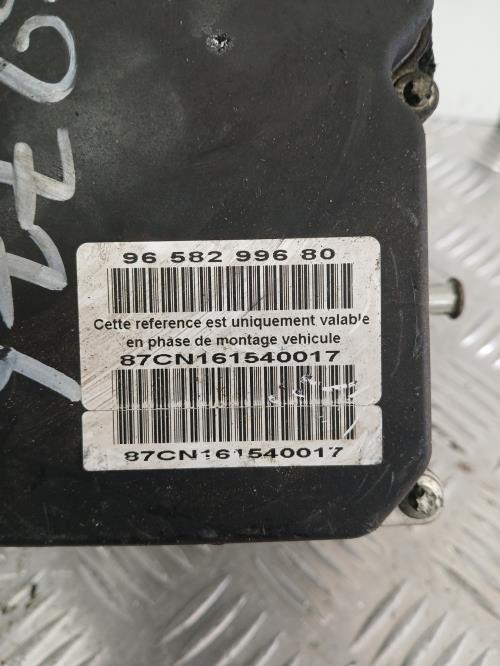 96 582 996 80
Cette reference est uniquement valable
en phase de montage vehicule
87CN161540017
87CN161540017